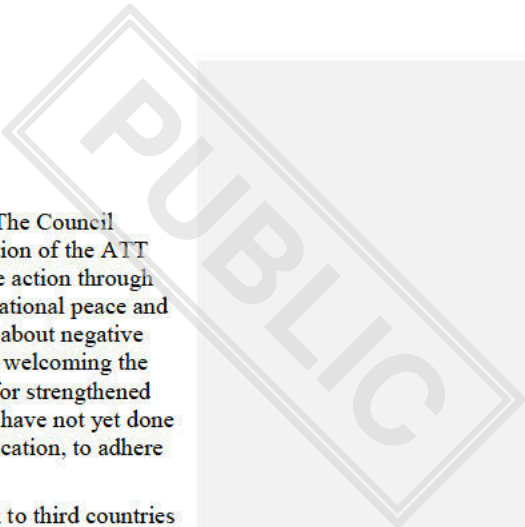 The Council
ion of the ATT
e action through
ational peace and
about negative
welcoming the
for strengthened
have not yet done
cation, to adhere
to third countries
PUBLIC